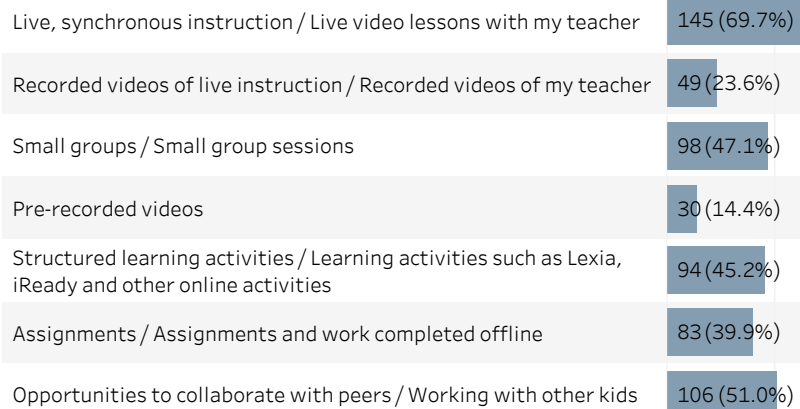 Live, synchronous instruction / Live video lessons with my teacher 145 (69.7%)
Recorded videos of live instruction / Recorded videos of my teacher 49 (23.6%)
Small groups / Small group sessions 98 (47.1%)
Pre-recorded videos 30 (14.4%)
Structured learning activities / Learning activities such as Lexia,
iReady and other online activities 94 (45.2%)
Assignments / Assignments and work completed offline 83 (39.9%)
Opportunities to collaborate with peers / Working with other kids 106 (51.0%)